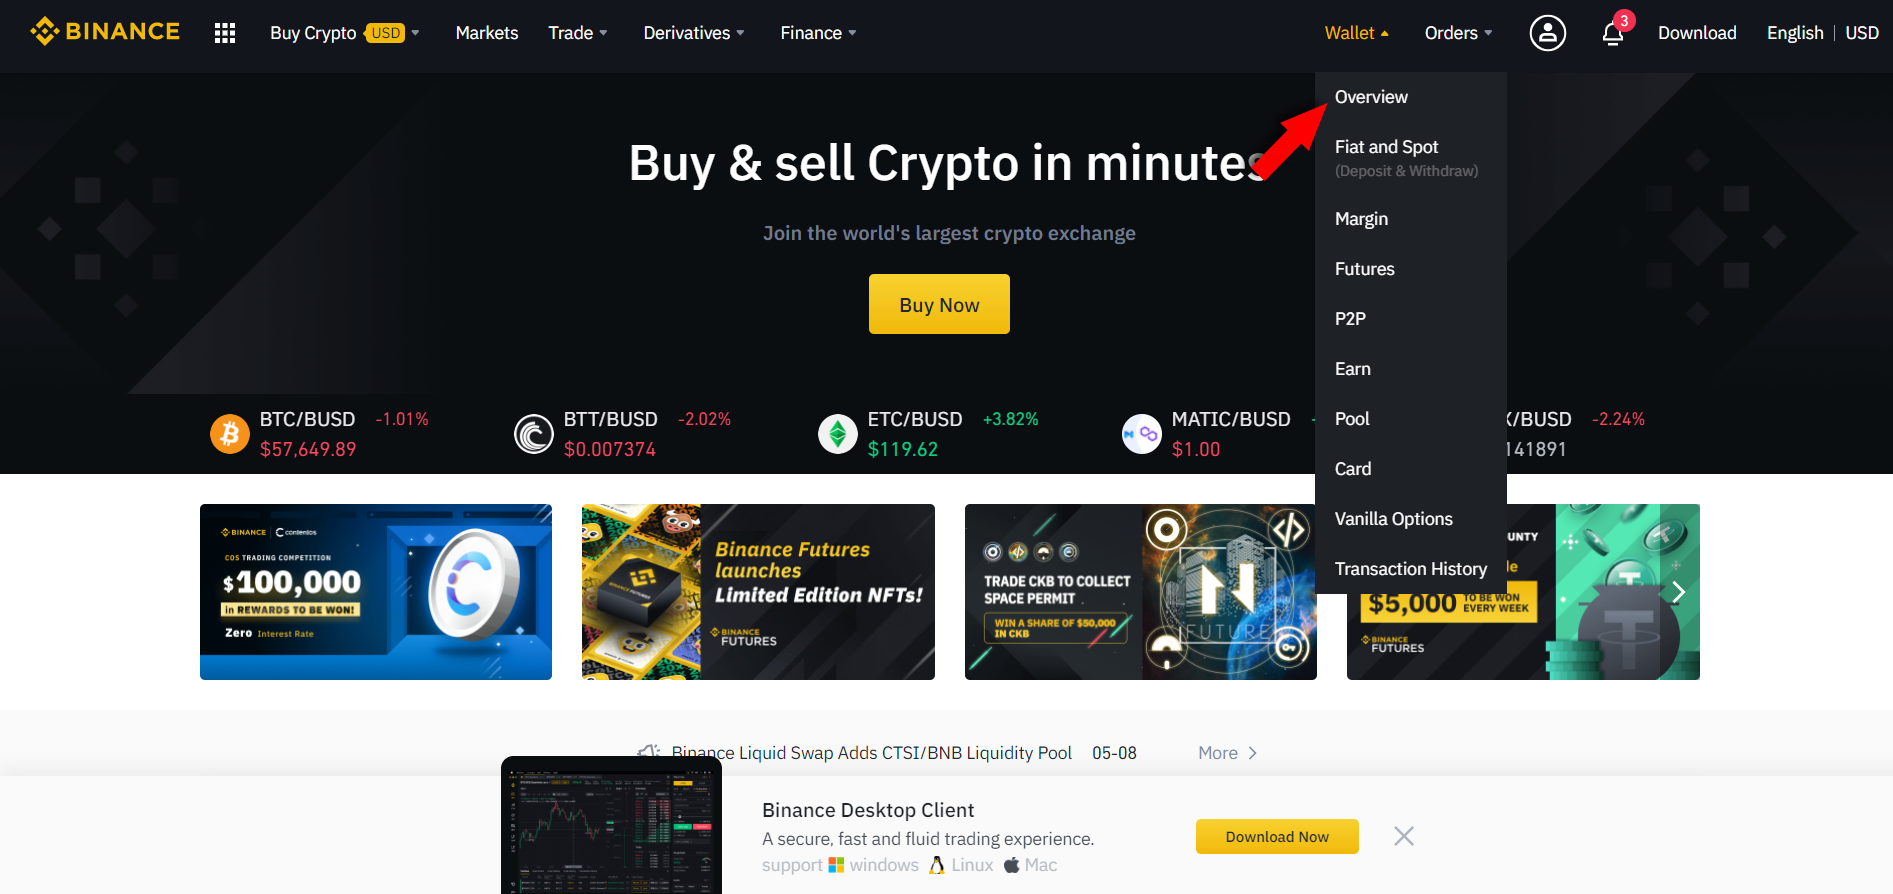 BINANCE
Buy Crypto USD
Markets
Trade
Derivatives
Finance
Wallet
Orders
3
Download
English
USD
Overview
Fiat and Spot
(Deposit & Withdraw)
Margin
Futures
P2P
Earn
Pool
Card
Vanilla Options
Transaction History
Buy & sell Crypto in minutes
Join the world's largest crypto exchange
Buy Now
BTC/BUSD -1.01%
$57,649.89
BTT/BUSD -2.02%
$0.007374
ETC/BUSD +3.82%
$119.62
MATIC/BUSD
$1.00
/BUSD -2.24%
141891
BINANCE contentos
COS TRADING COMPETITION
$100,000
in REWARDS TO BE WON!
Zero Interest Rate
Binance Futures
launches
Limited Edition NFTs!
BINANCE
FUTURES
TRADE CKB TO COLLECT
SPACE PERMIT
WIN A SHARE OF $50,000
IN CKB
FUTURE
UNTY
le
$5,000 TO BE WON
EVERY WEEK
BINANCE
FUTURES
Binance Liquid Swap Adds CTSI/BNB Liquidity Pool 05-08
More
Binance Desktop Client
A secure, fast and fluid trading experience.
support windows Linux Mac
Download Now